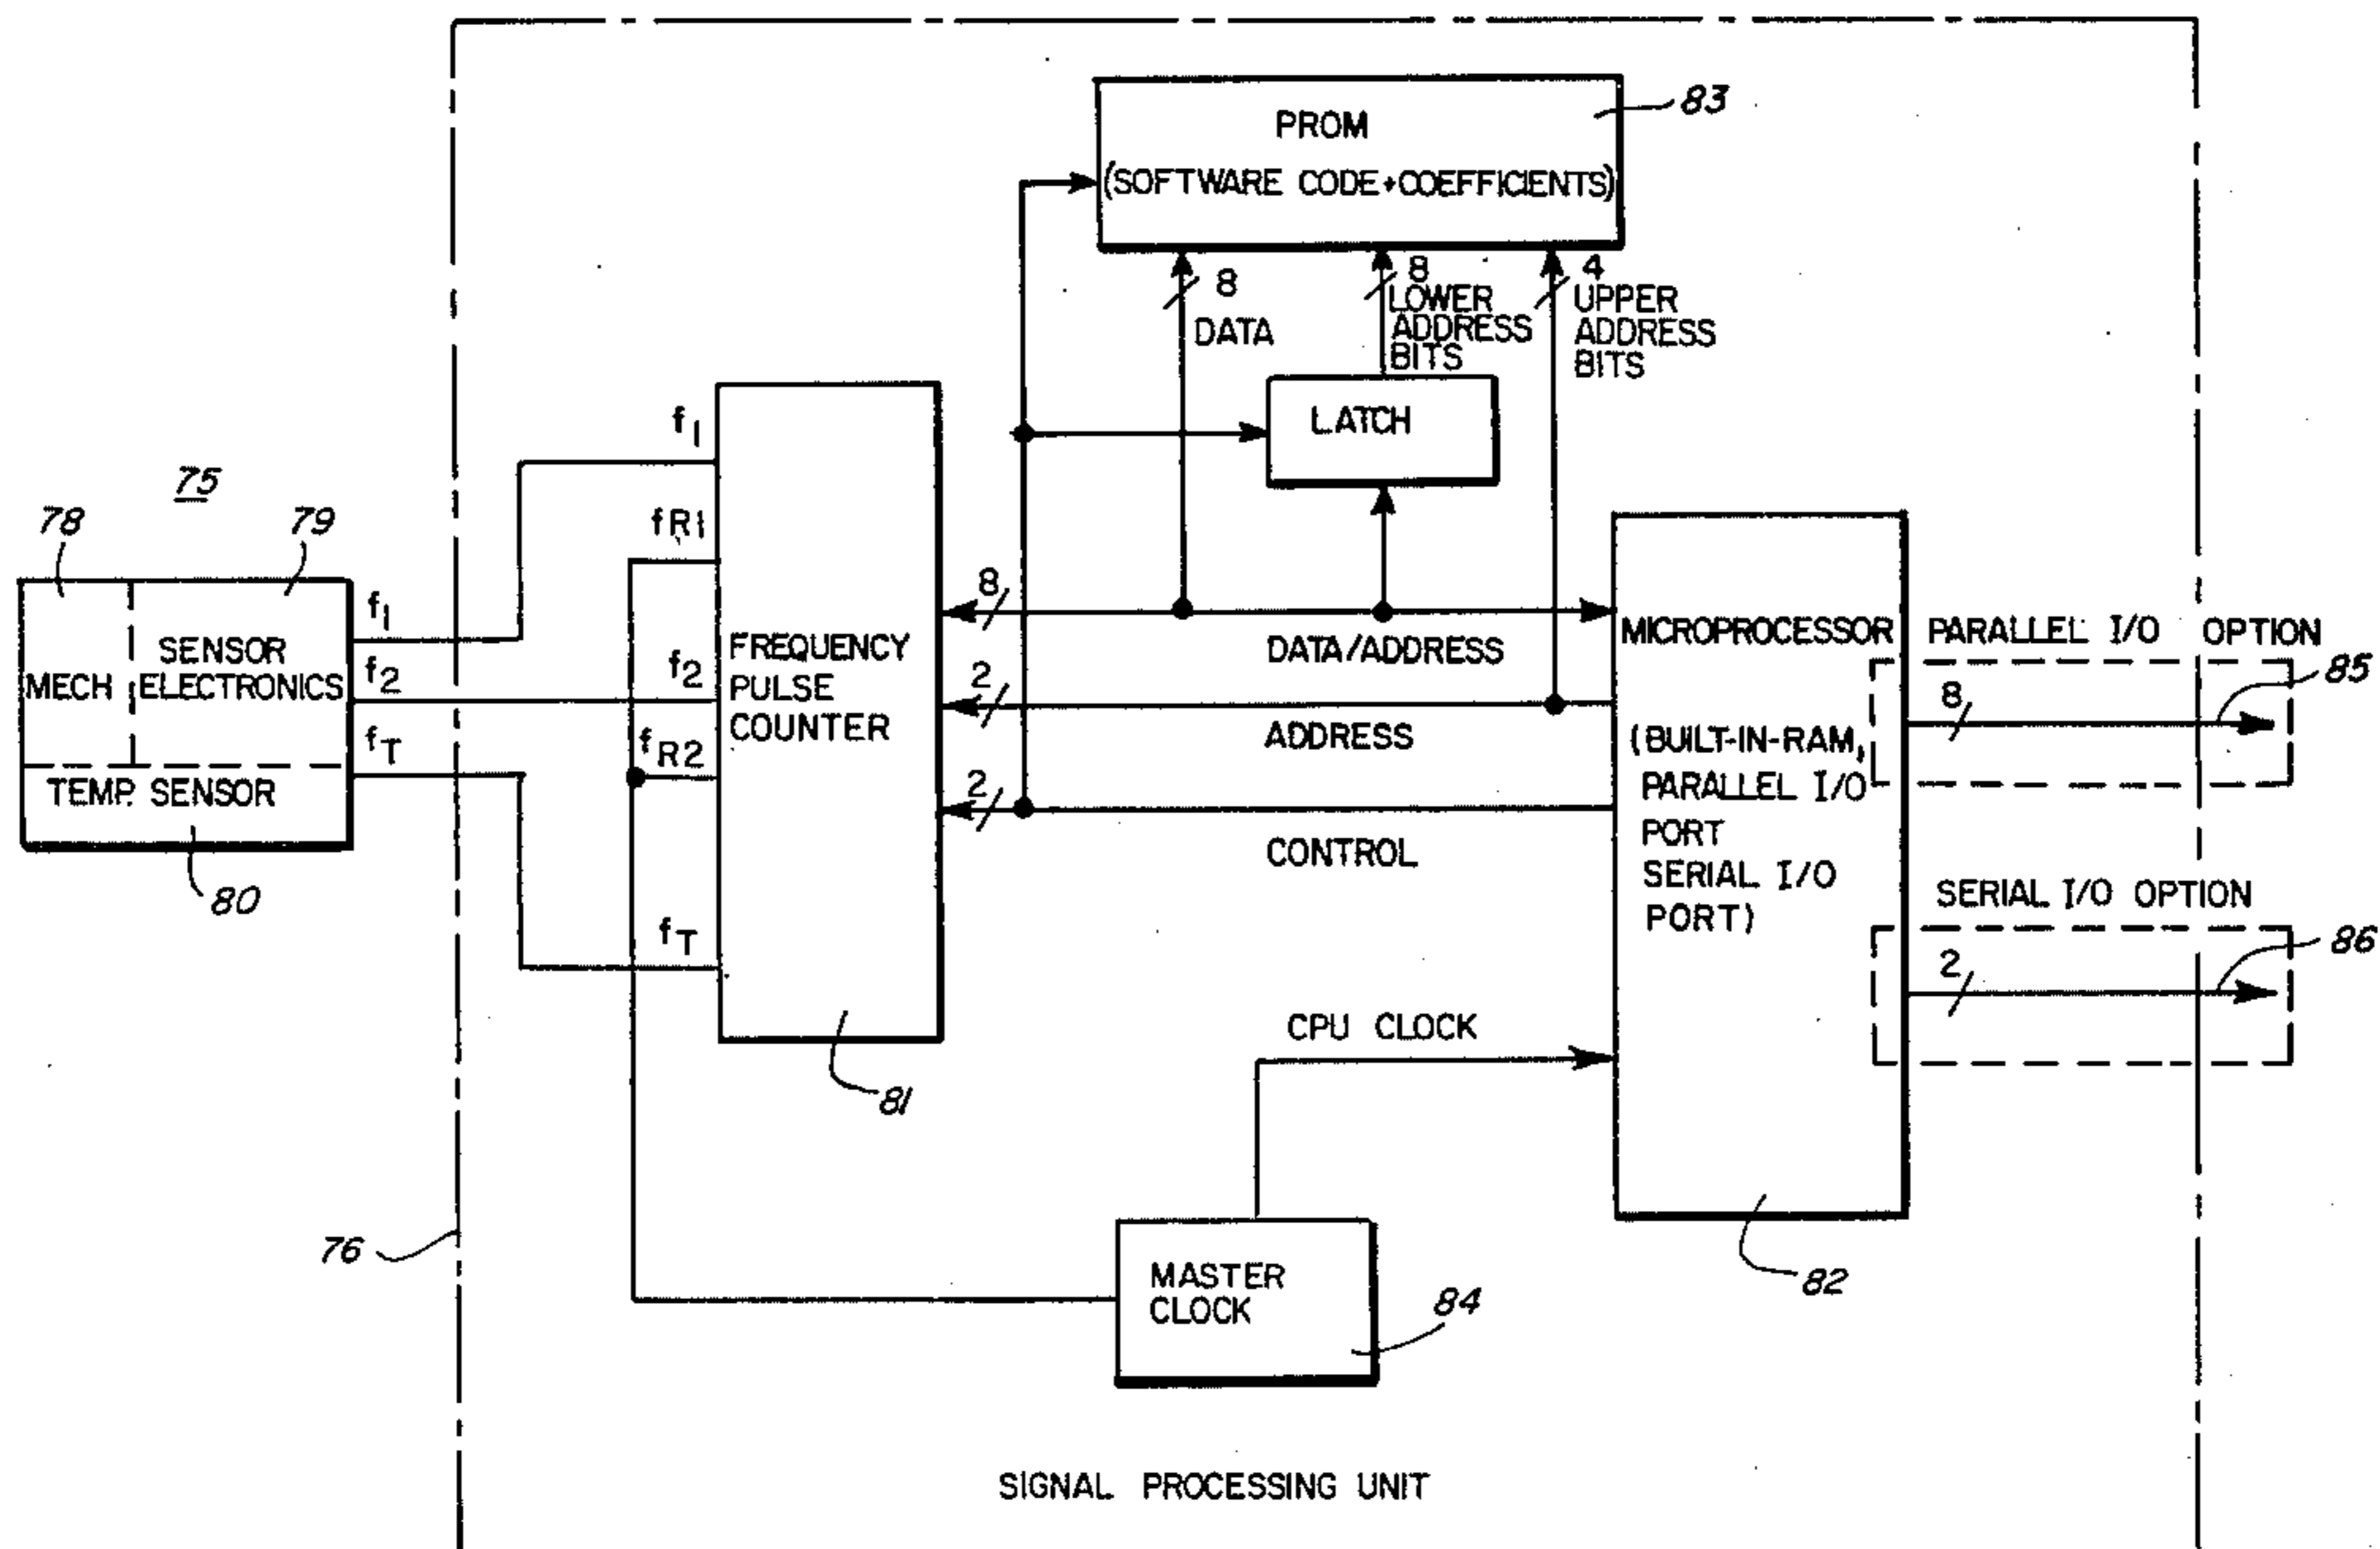 83
PROM
(SOFTWARE CODE+COEFFICIENTS)
8
DATA
8
LOWER
ADDRESS
BITS
4
UPPER
ADDRESS
BITS
LATCH
75
78
79
MECH
SENSOR
ELECTRONICS
TEMP. SENSOR
80
f1
f2
fT
f1
fR1
f2
fR2
fT
FREQUENCY
PULSE
COUNTER
81
8
DATA/ADDRESS
2
ADDRESS
2
CONTROL
MICROPROCESSOR
(BUILT-IN-RAM,
PARALLEL I/O
PORT
SERIAL I/O
PORT)
82
PARALLEL I/O OPTION
8
85
SERIAL I/O OPTION
2
86
CPU CLOCK
MASTER
CLOCK
84
76
SIGNAL PROCESSING UNIT